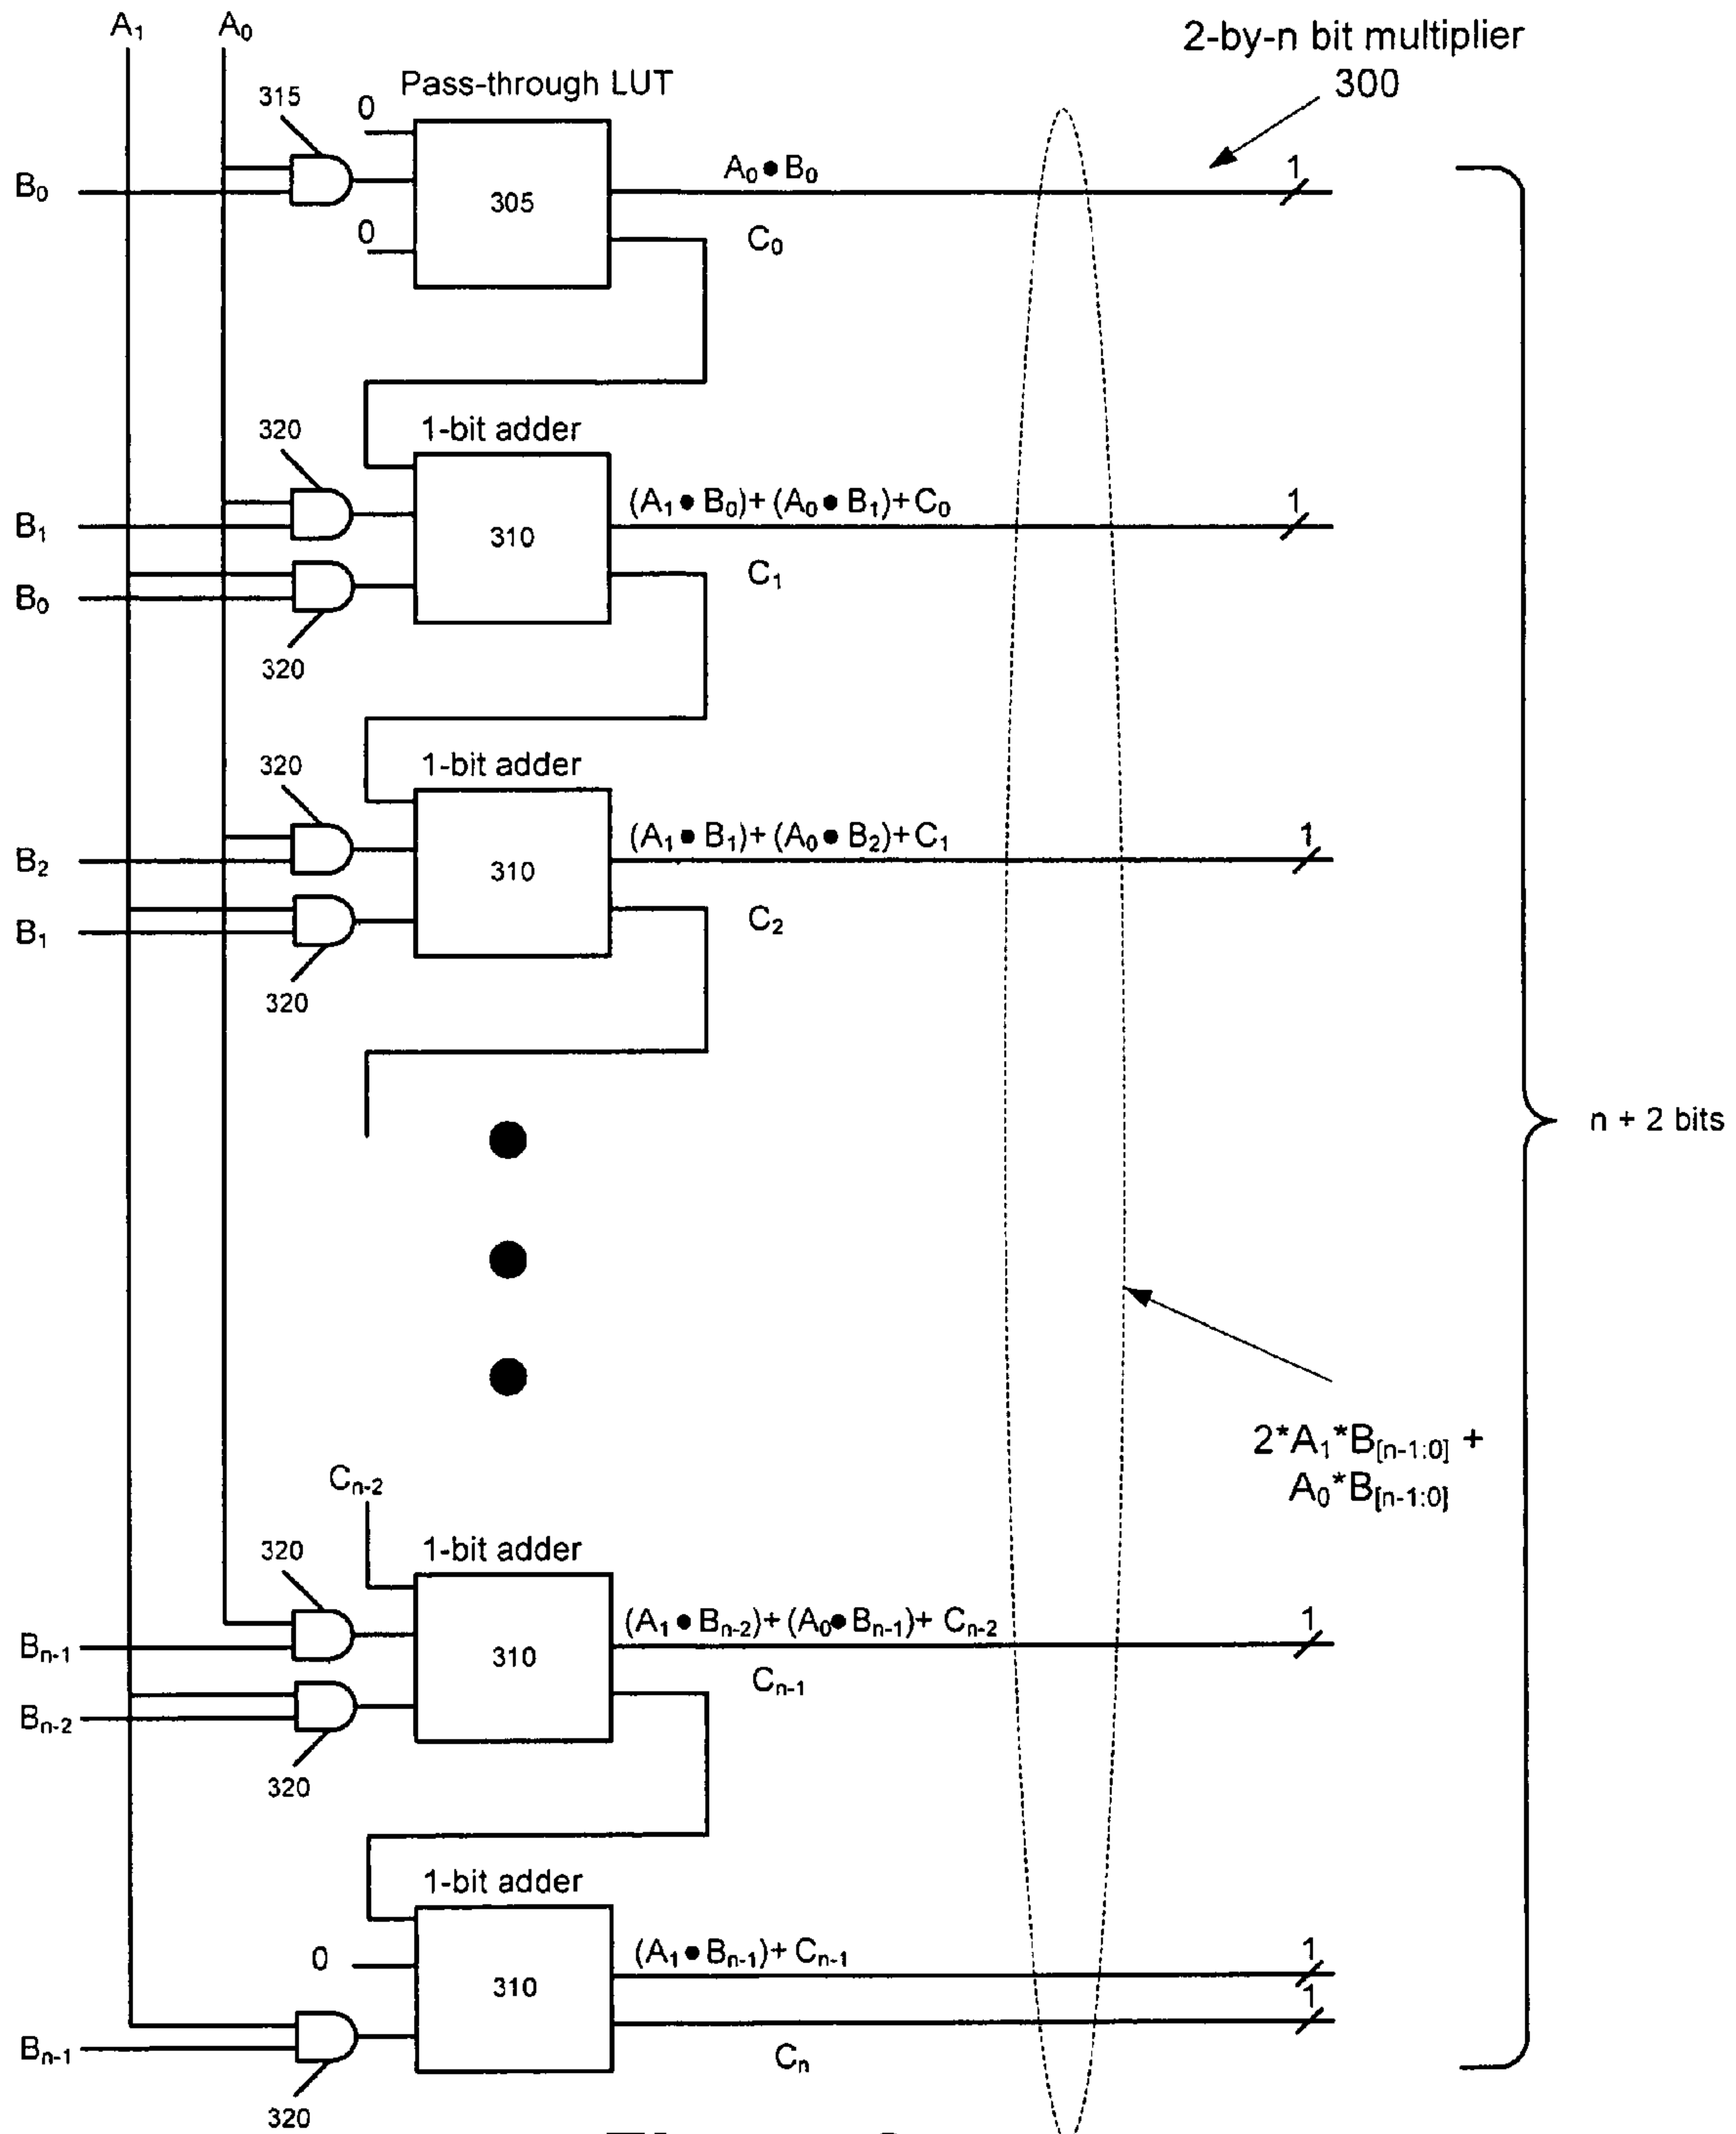 A₁ A₀
2-by-n bit multiplier
300
Pass-through LUT
315
0
B₀
305
A₀ • B₀
1
0
C₀
320
1-bit adder
B₁
310
(A₁ • B₀)+ (A₀ • B₁)+ C₀
1
B₀
C₁
320
320
1-bit adder
B₂
310
(A₁ • B₁)+ (A₀ • B₂)+ C₁
1
B₁
C₂
320
n + 2 bits
2*A₁*B[n-1:0] +
A₀*B[n-1:0]
Cₙ₋₂
320
1-bit adder
Bₙ₋₁
310
(A₁ • Bₙ₋₂)+ (A₀• Bₙ₋₁)+ Cₙ₋₂
1
Bₙ₋₂
Cₙ₋₁
320
1-bit adder
0
310
(A₁ • Bₙ₋₁)+ Cₙ₋₁
1
1
Bₙ₋₁
Cₙ
320